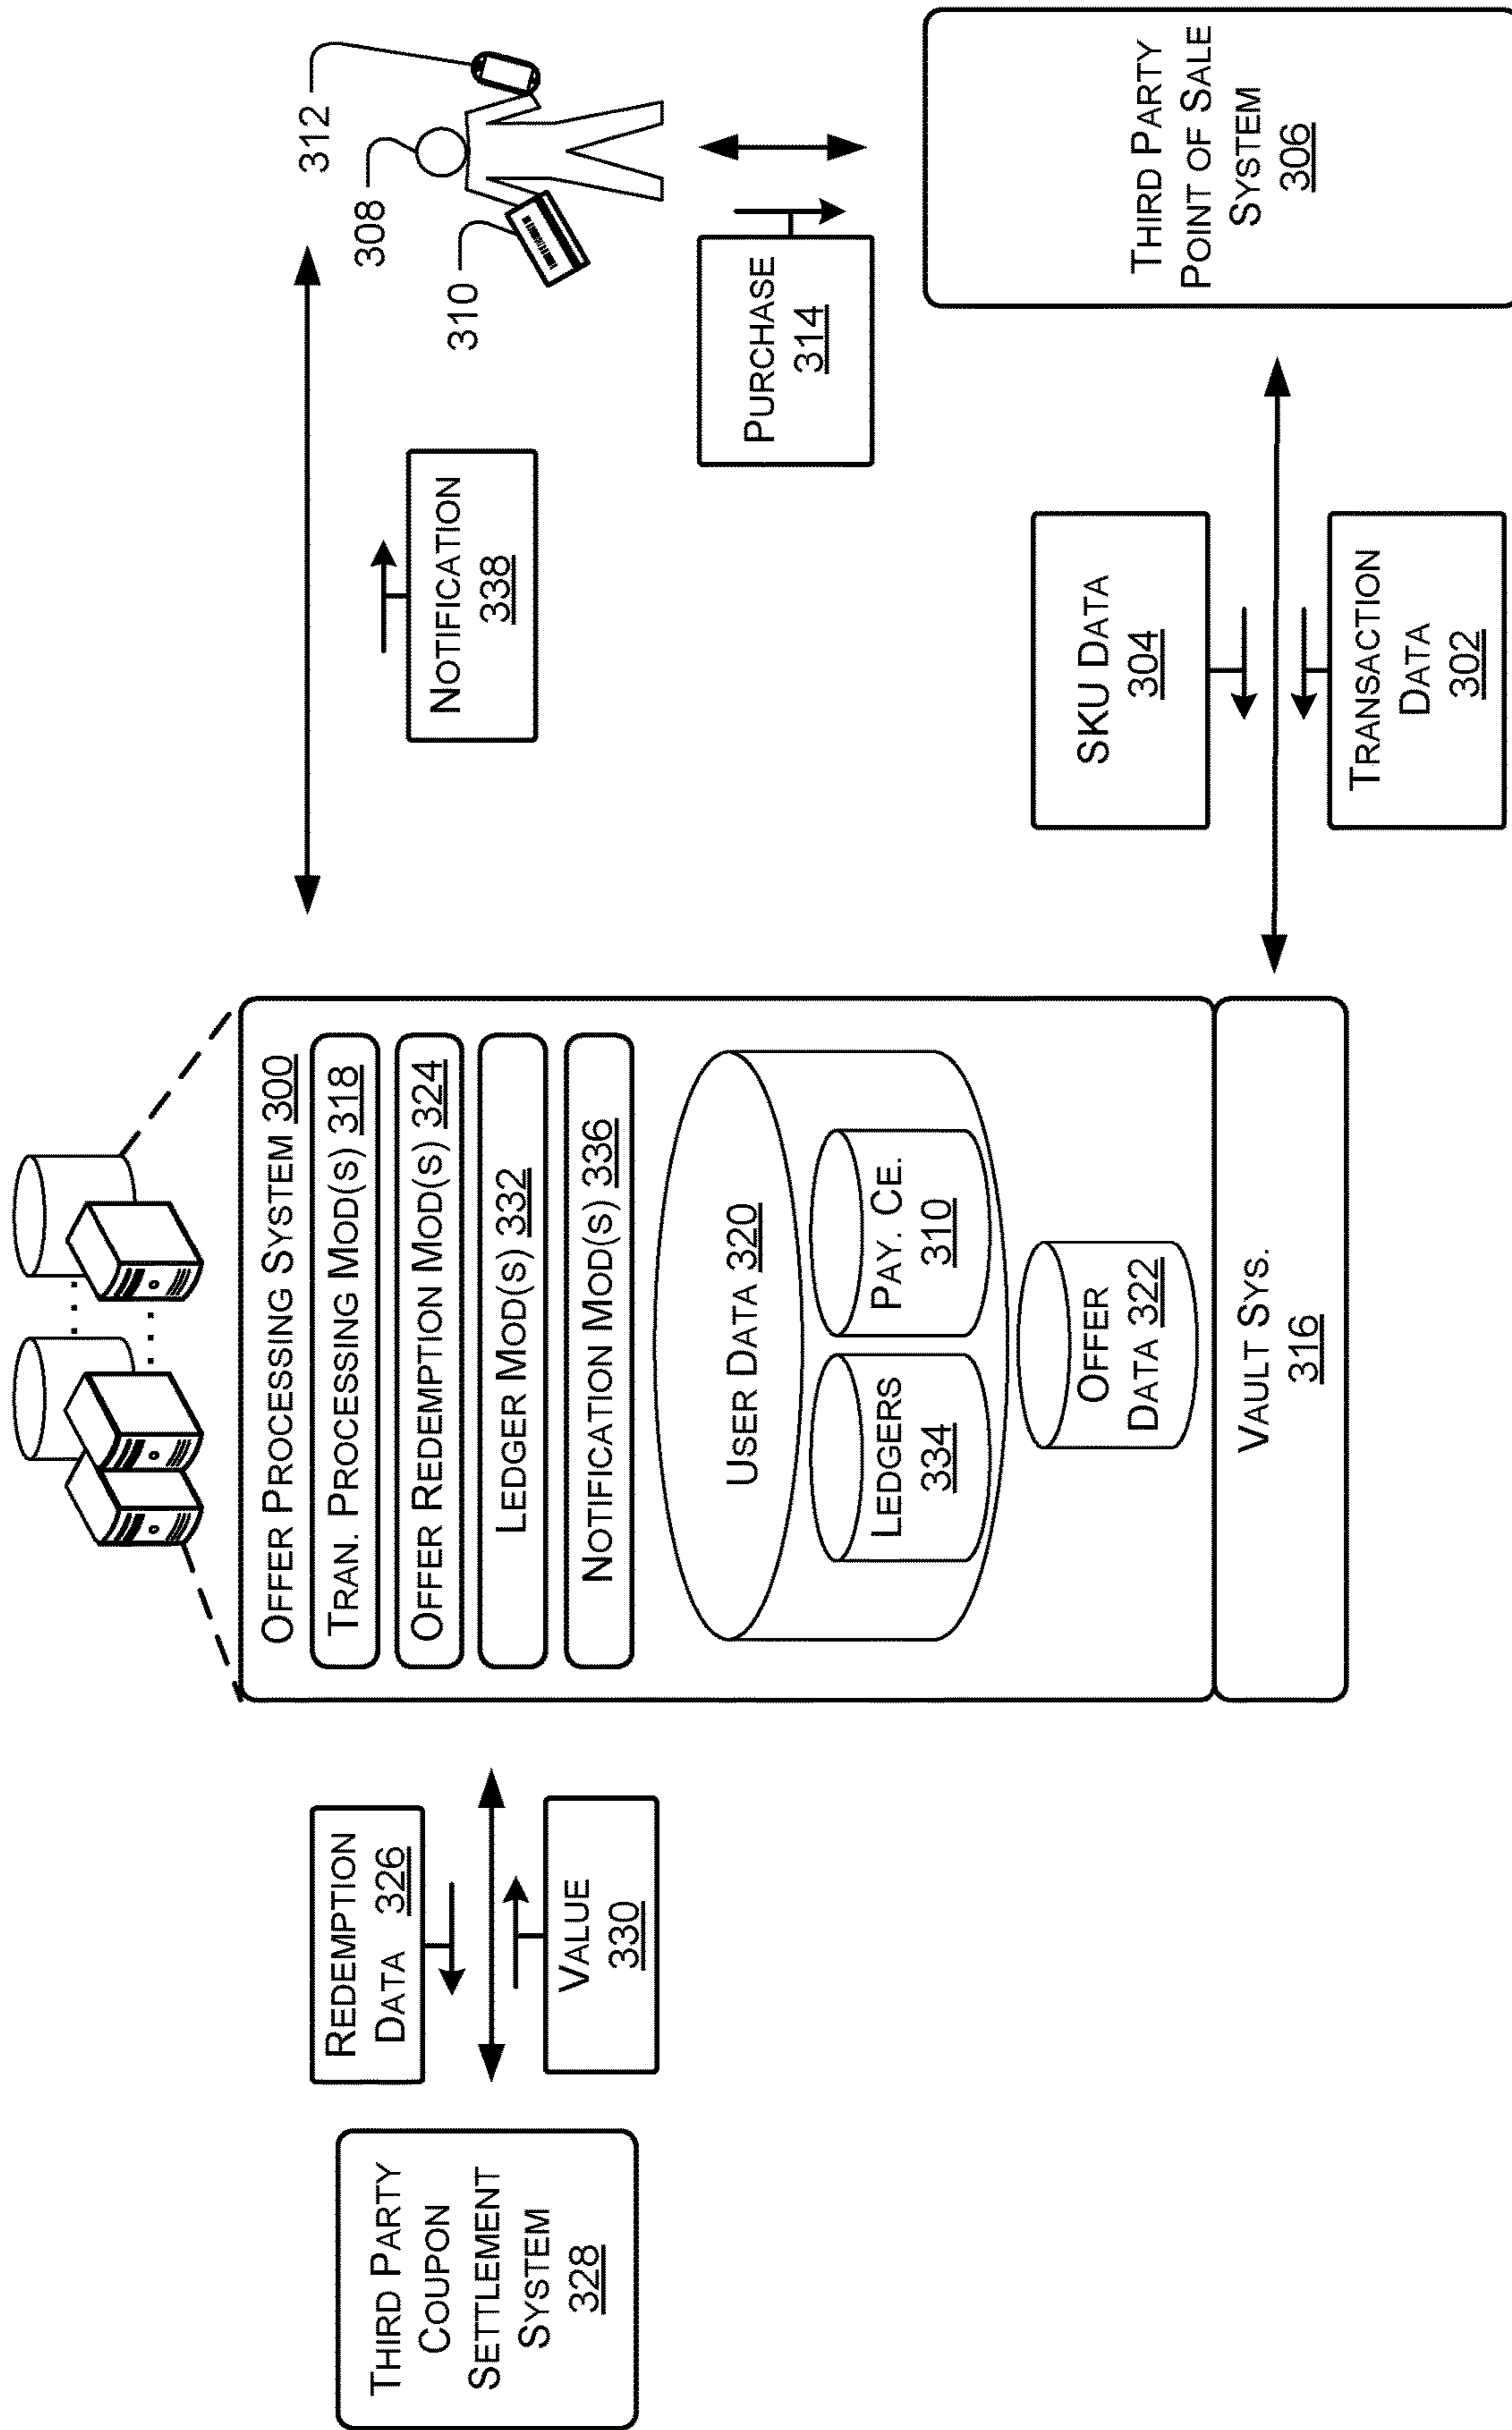 THIRD PARTY
COUPON
SETTLEMENT
SYSTEM
328
REDEMPTION
DATA 326
VALUE
330
OFFER PROCESSING SYSTEM 300
TRAN. PROCESSING MOD(S) 318
OFFER REDEMPTION MOD(S) 324
LEDGER MOD(S) 332
NOTIFICATION MOD(S) 336
USER DATA 320
LEDGERS
334
PAY. CE.
310
OFFER
DATA 322
VAULT SYS.
316
NOTIFICATION
338
312
308
310
PURCHASE
314
SKU DATA
304
TRANSACTION
DATA
302
THIRD PARTY
POINT OF SALE
SYSTEM
306